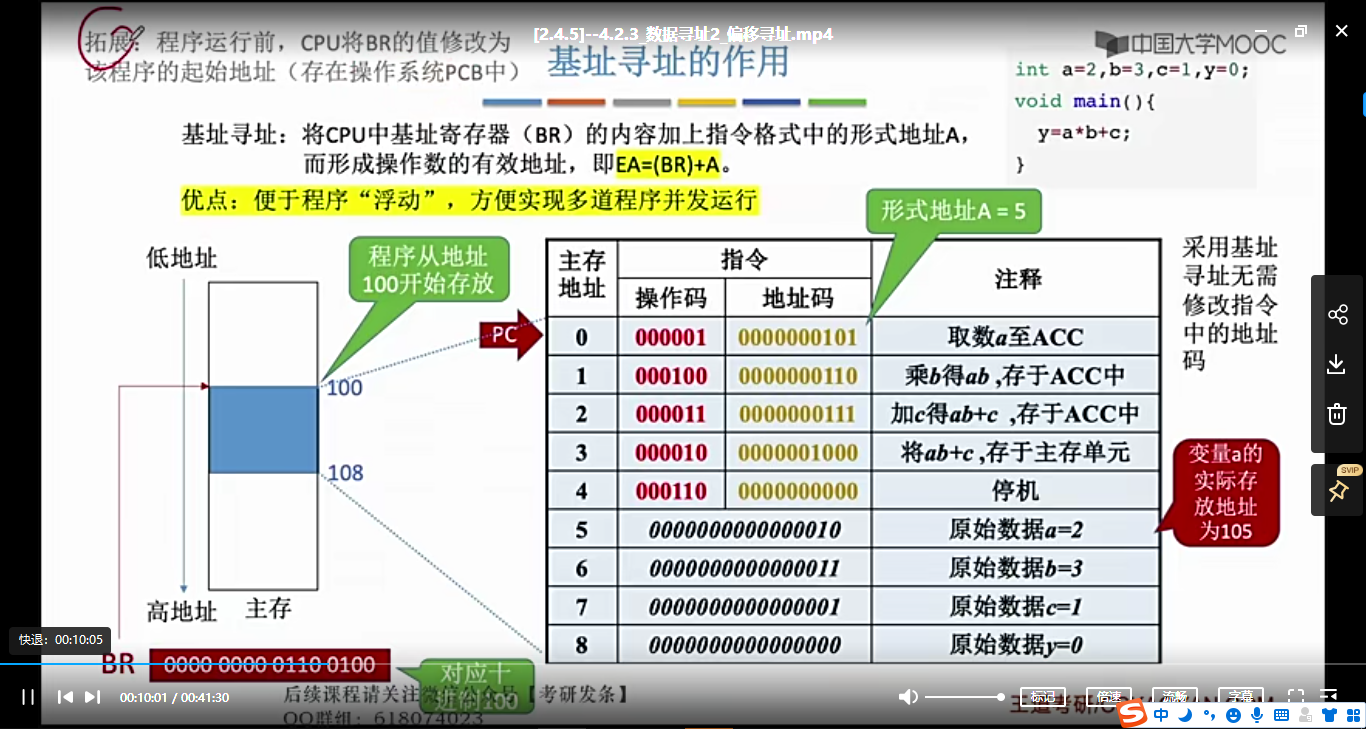 [2.4.5]--4.2.3_数据寻址2_偏移寻址.mp4
拓展：程序运行前，CPU将BR的值修改为
该程序的起始地址（存在操作系统PCB中）
基址寻址的作用
中国大学MOOC
int a=2,b=3,c=1,y=0;
void main(){
y=a*b+c;
}
基址寻址：将CPU中基址寄存器（BR）的内容加上指令格式中的形式地址A，
而形成操作数的有效地址，即EA=(BR)+A。
优点：便于程序“浮动”，方便实现多道程序并发运行
形式地址A = 5
低地址
程序从地址
100开始存放
100
108
高地址
主存
PC
主存地址 指令 注释
操作码 地址码
0 000001 0000000101 取数a至ACC
1 000100 0000000110 乘b得ab ,存于ACC中
2 000011 0000000111 加c得ab+c ,存于ACC中
3 000010 0000001000 将ab+c ,存于主存单元
4 000110 0000000000 停机
5 0000000000000010 原始数据a=2
6 0000000000000011 原始数据b=3
7 0000000000000001 原始数据c=1
8 0000000000000000 原始数据y=0
采用基址
寻址无需
修改指令
中的地址
码
变量a的
实际存
放地址
为105
SVIP
快退：00:10:05
BR 0000 0000 0110 0100
对应十
进制100
00:10:01 / 00:41:30
后续课程请关注微信公众号【考研发条】
QQ群组：618074023
王道考研/
标记 倍速 流畅 字幕
中